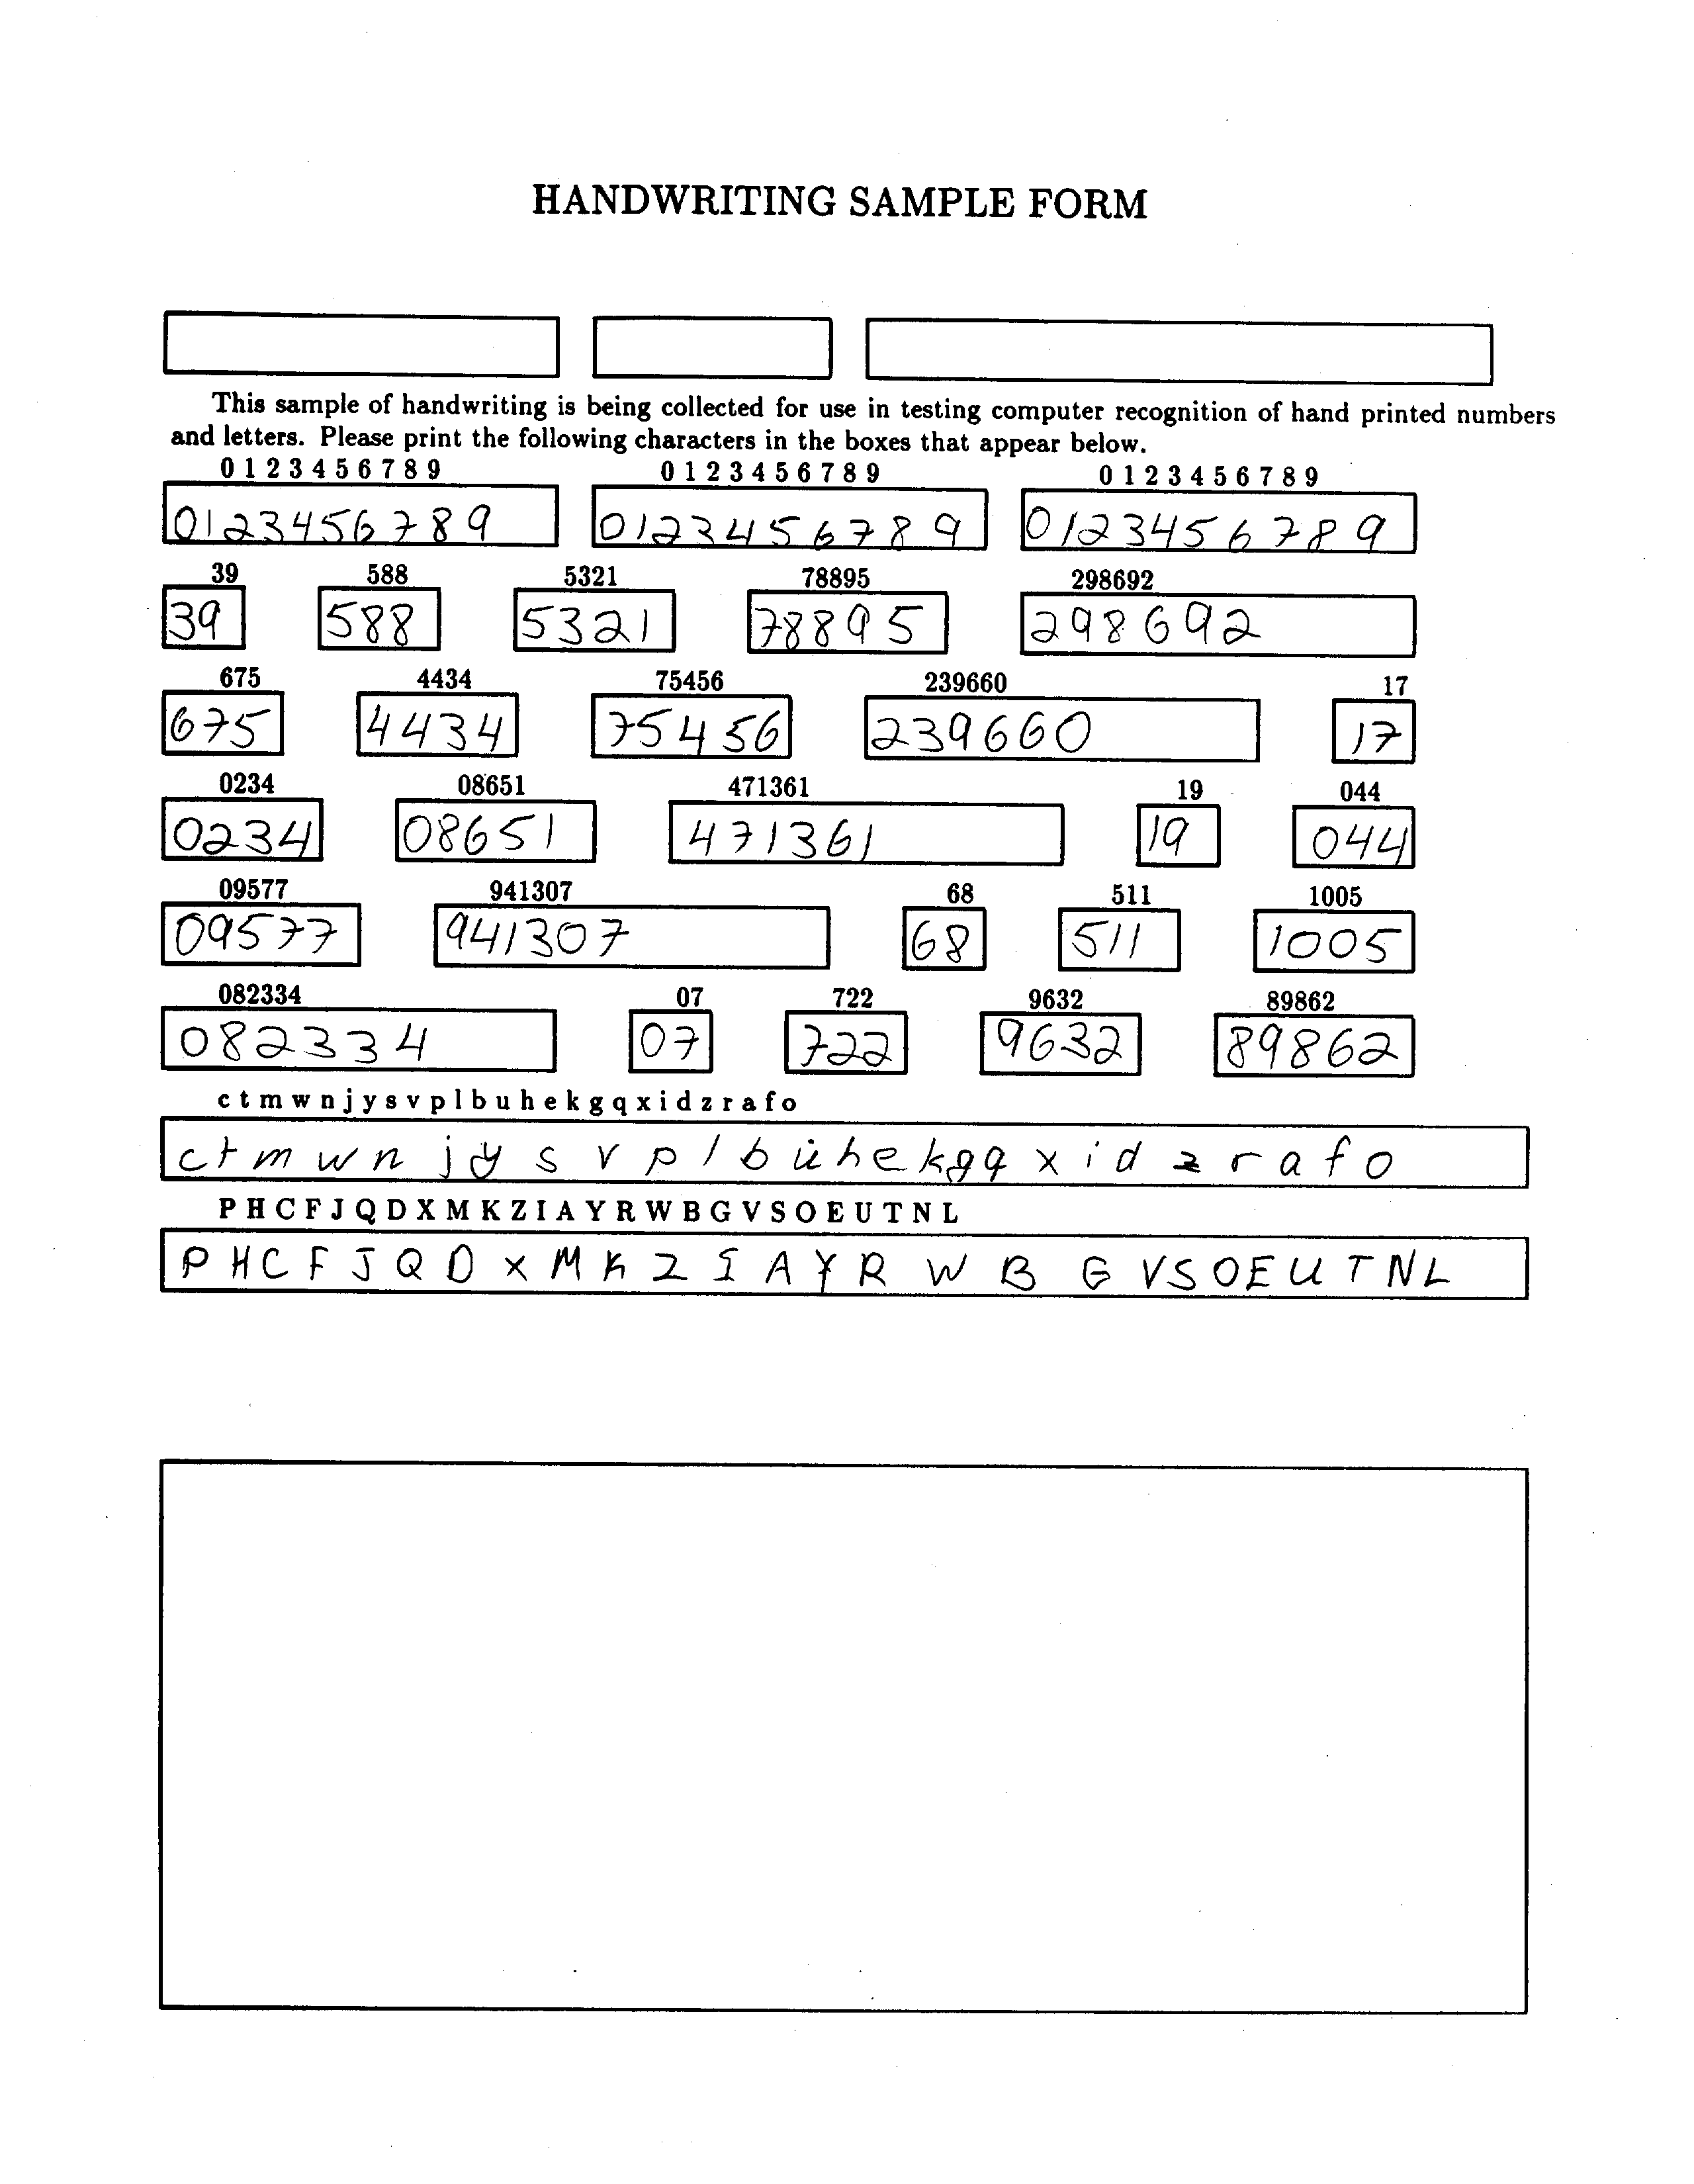 HANDWRITING SAMPLE FORM
This sample of handwriting is being collected for use in testing computer recognition of hand printed numbers
and letters. Please print the following characters in the boxes that appear below.
0 1 2 3 4 5 6 7 8 9 0 1 2 3 4 5 6 7 8 9 0 1 2 3 4 5 6 7 8 9
0123456789 0123456789 0123456789
39 588 5321 78895 298692
39 588 5321 78895 298692
675 4434 75456 239660 17
675 4434 75456 239660 17
0234 08651 471361 19 044
0234 08651 471361 19 044
09577 941307 68 511 1005
09577 941307 68 511 1005
082334 07 722 9632 89862
082334 07 722 9632 89862
c t m w n j y s v p l b u h e k g q x i d z r a f o
c t m w n j y s v p l b u h e k g q x i d z r a f o
P H C F J Q D X M K Z I A Y R W B G V S O E U T N L
P H C F J Q D X M K Z I A Y R W B G V S O E U T N L